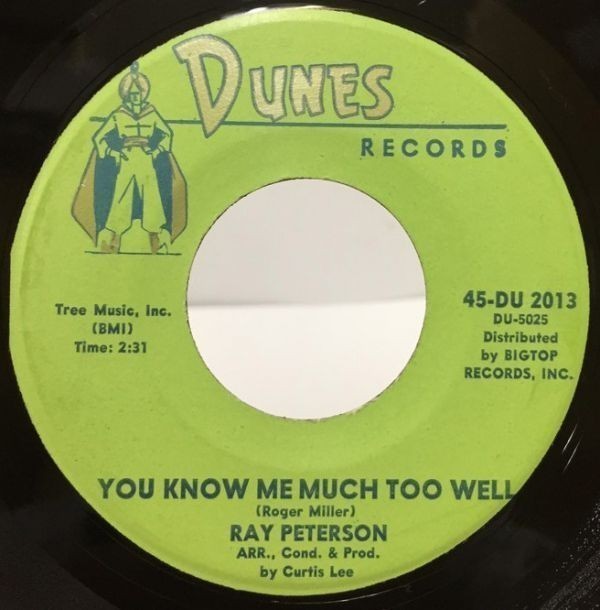 DUNES
RECORDS
Tree Music, Inc.
(BMI)
Time: 2:31
45-DU 2013
DU-5025
Distributed
by BIGTOP
RECORDS, INC.
YOU KNOW ME MUCH TOO WELL
(Roger Miller)
RAY PETERSON
ARR., Cond. & Prod.
by Curtis Lee